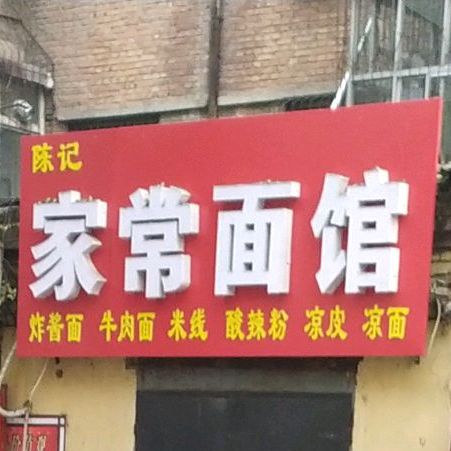 陈记
家常面馆
炸酱面 牛肉面 米线 酸辣粉 凉皮 凉面